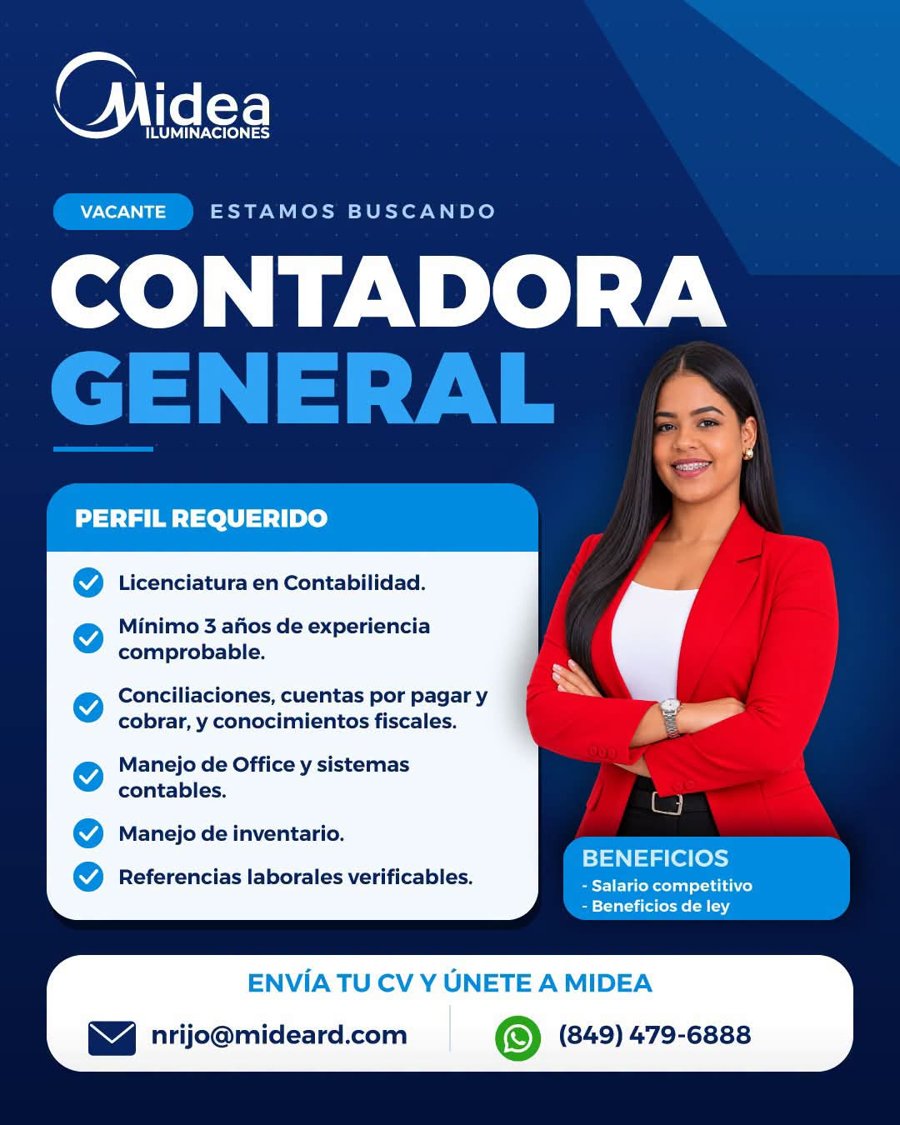 Midea
ILUMINACIONES
VACANTE
ESTAMOS BUSCANDO
CONTADORA
GENERAL
PERFIL REQUERIDO
Licenciatura en Contabilidad.
Mínimo 3 años de experiencia
comprobable.
Conciliaciones, cuentas por pagar y
cobrar, y conocimientos fiscales.
Manejo de Office y sistemas
contables.
Manejo de inventario.
Referencias laborales verificables.
BENEFICIOS
- Salario competitivo
- Beneficios de ley
ENVÍA TU CV Y ÚNETE A MIDEA
nrijo@mideard.com
(849) 479-6888